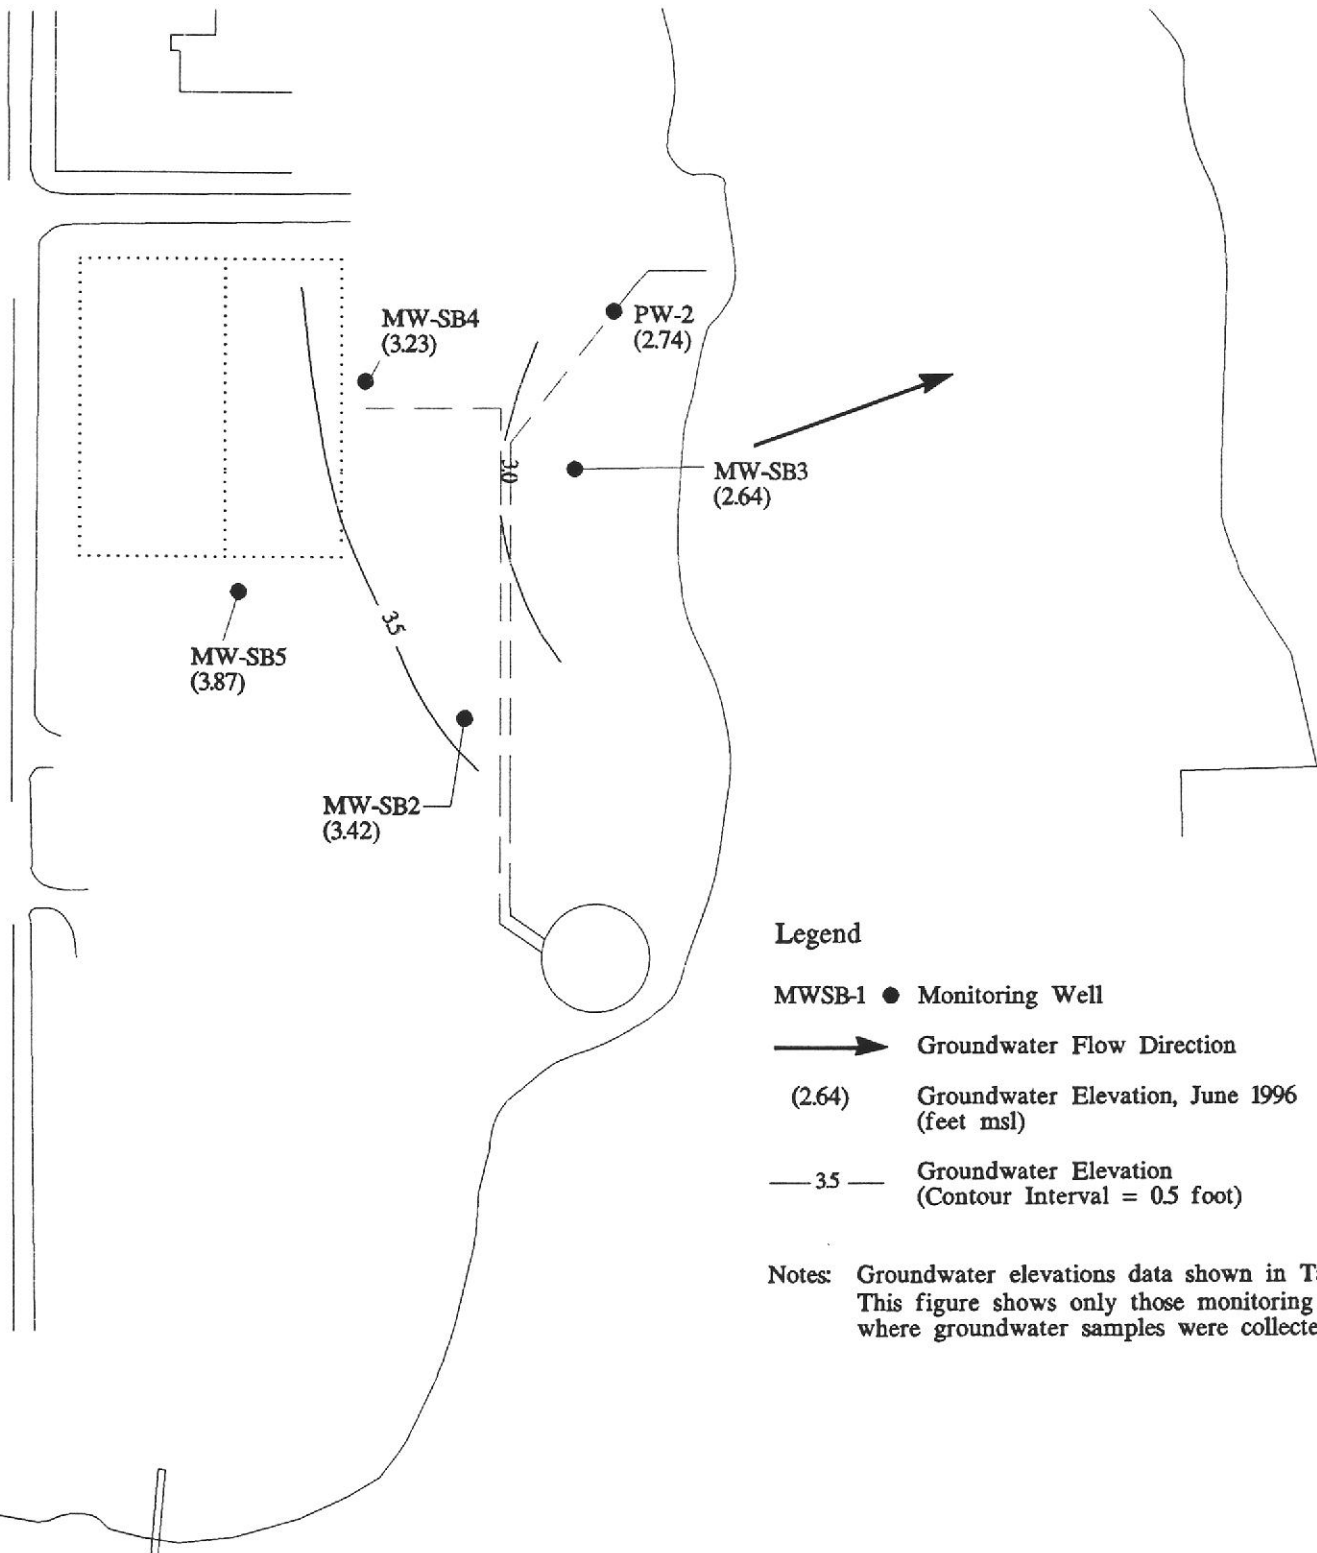 MW-SB4
(3.23)
PW-2
(2.74)
3.0
MW-SB3
(2.64)
3.5
MW-SB5
(3.87)
MW-SB2
(3.42)
Legend
MWSB-1 Monitoring Well
Groundwater Flow Direction
(2.64) Groundwater Elevation, June 1996
(feet msl)
3.5 Groundwater Elevation
(Contour Interval = 0.5 foot)
Notes: Groundwater elevations data shown in
This figure shows only those monitoring
where groundwater samples were